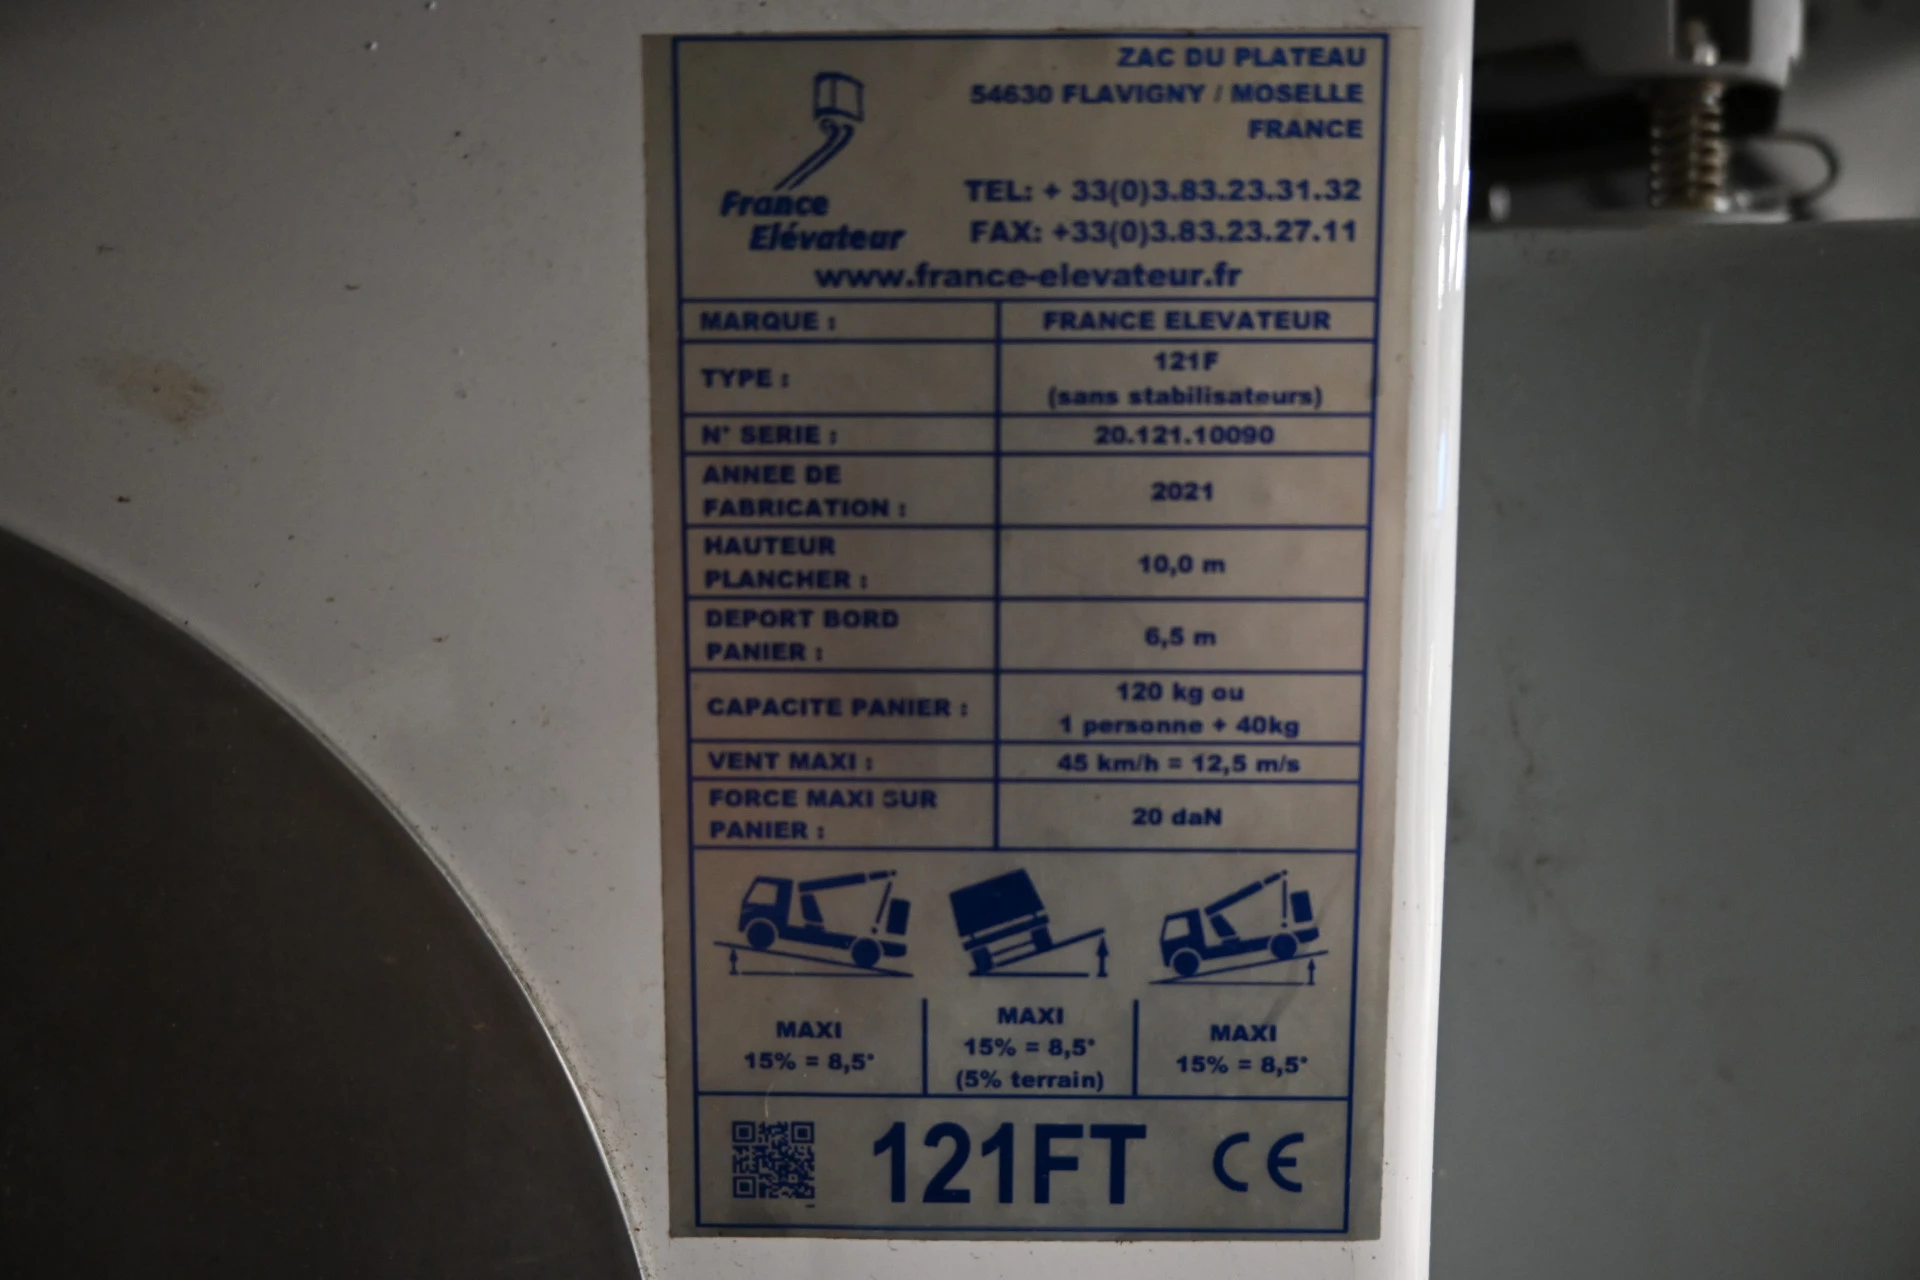 ZAC DU PLATEAU
54630 FLAVIGNY / MOSELLE
FRANCE
France
Elévateur
TEL: + 33(0)3.83.23.31.32
FAX: +33(0)3.83.23.27.11
www.france-elevateur.fr
MARQUE : FRANCE ELEVATEUR
TYPE : 121F
(sans stabilisateurs)
N° SERIE : 20.121.10090
ANNEE DE
FABRICATION : 2021
HAUTEUR
PLANCHER : 10,0 m
DEPORT BORD
PANIER : 6,5 m
CAPACITE PANIER : 120 kg ou
1 personne + 40kg
VENT MAXI : 45 km/h = 12,5 m/s
FORCE MAXI SUR
PANIER : 20 daN
MAXI
15% = 8,5°
MAXI
15% = 8,5°
(5% terrain)
MAXI
15% = 8,5°
121FT CE